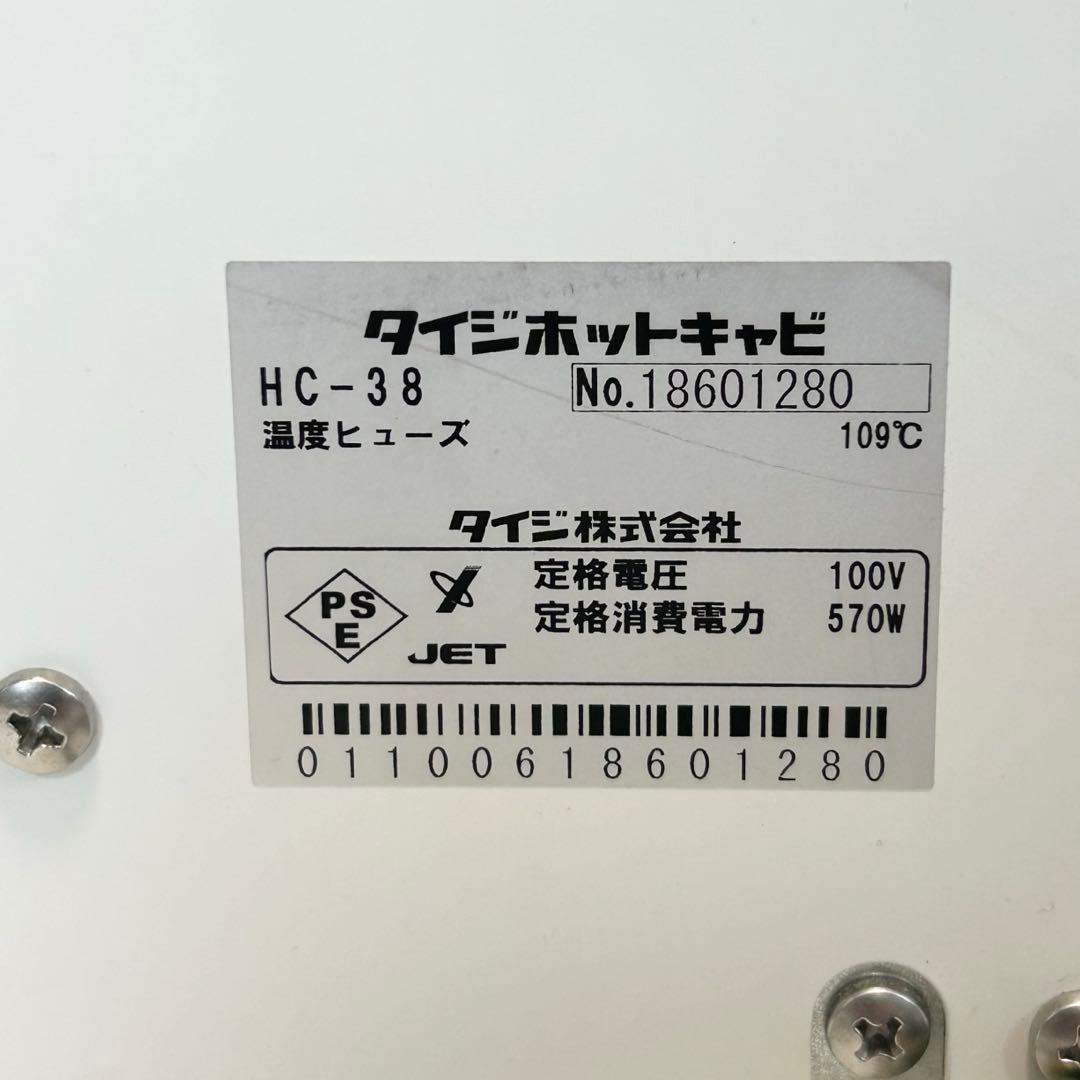 タイジホットキャビ
HC-38 No.18601280
温度ヒューズ 109℃
タイジ株式会社
PS
E
JET
定格電圧 100V
定格消費電力 570W
01100618601280